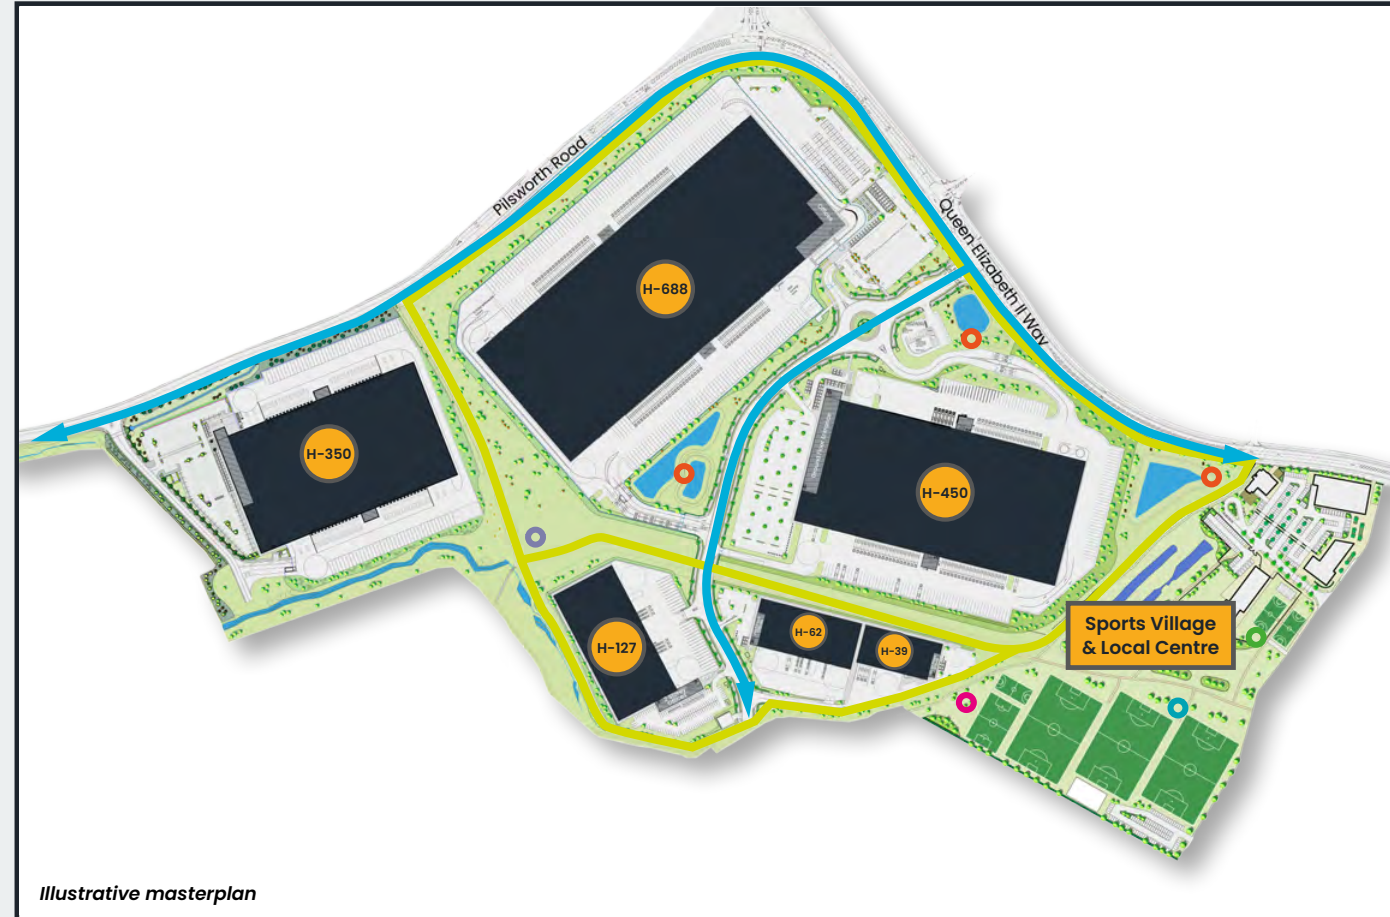 Pilsworth Road
Queen Elizabeth II Way
H-688
H-350
H-450
H-127
H-62
H-39
Sports Village
& Local Centre
Illustrative masterplan